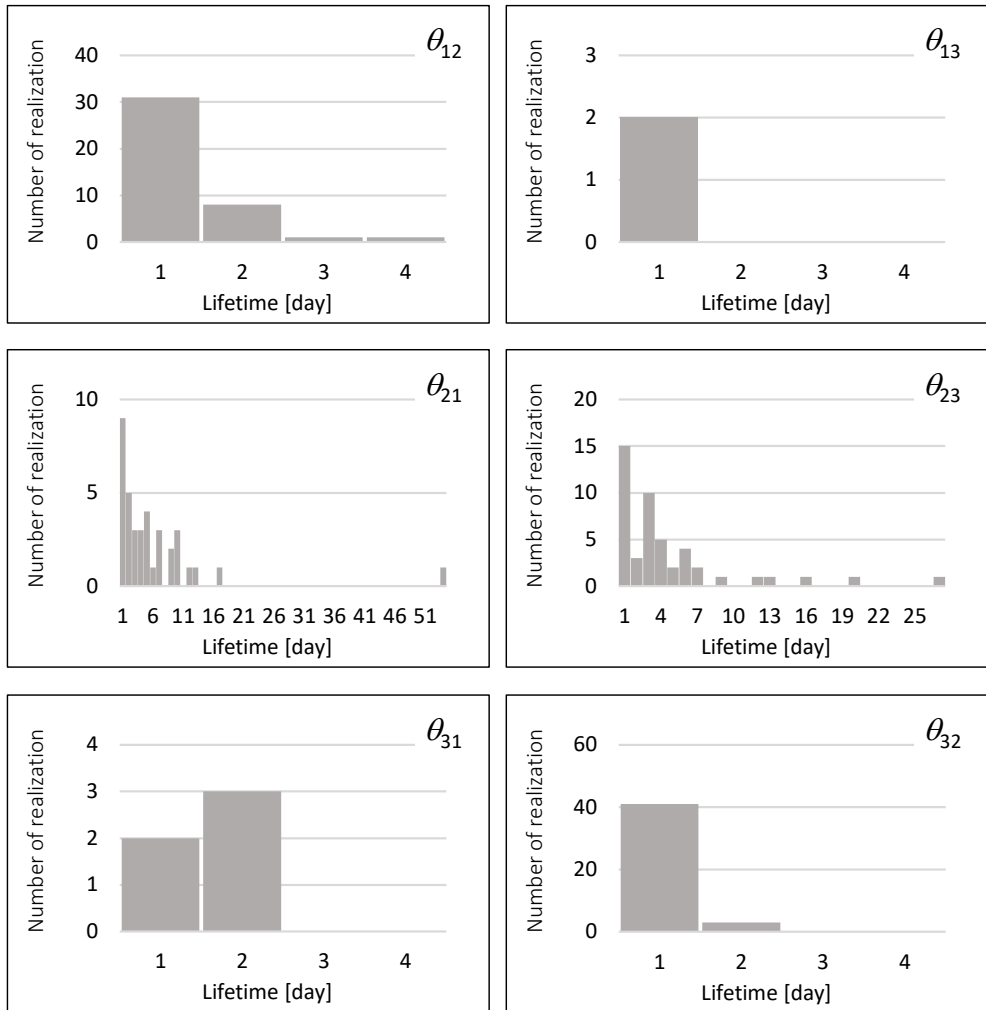 θ12
Number of realization
40
30
20
10
0
1 2 3 4
Lifetime [day]
θ13
Number of realization
3
2
1
0
1 2 3 4
Lifetime [day]
θ21
Number of realization
10
5
0
1 6 11 16 21 26 31 36 41 46 51
Lifetime [day]
θ23
Number of realization
20
15
10
5
0
1 4 7 10 13 16 19 22 25
Lifetime [day]
θ31
Number of realization
4
3
2
1
0
1 2 3 4
Lifetime [day]
θ32
Number of realization
60
40
20
0
1 2 3 4
Lifetime [day]